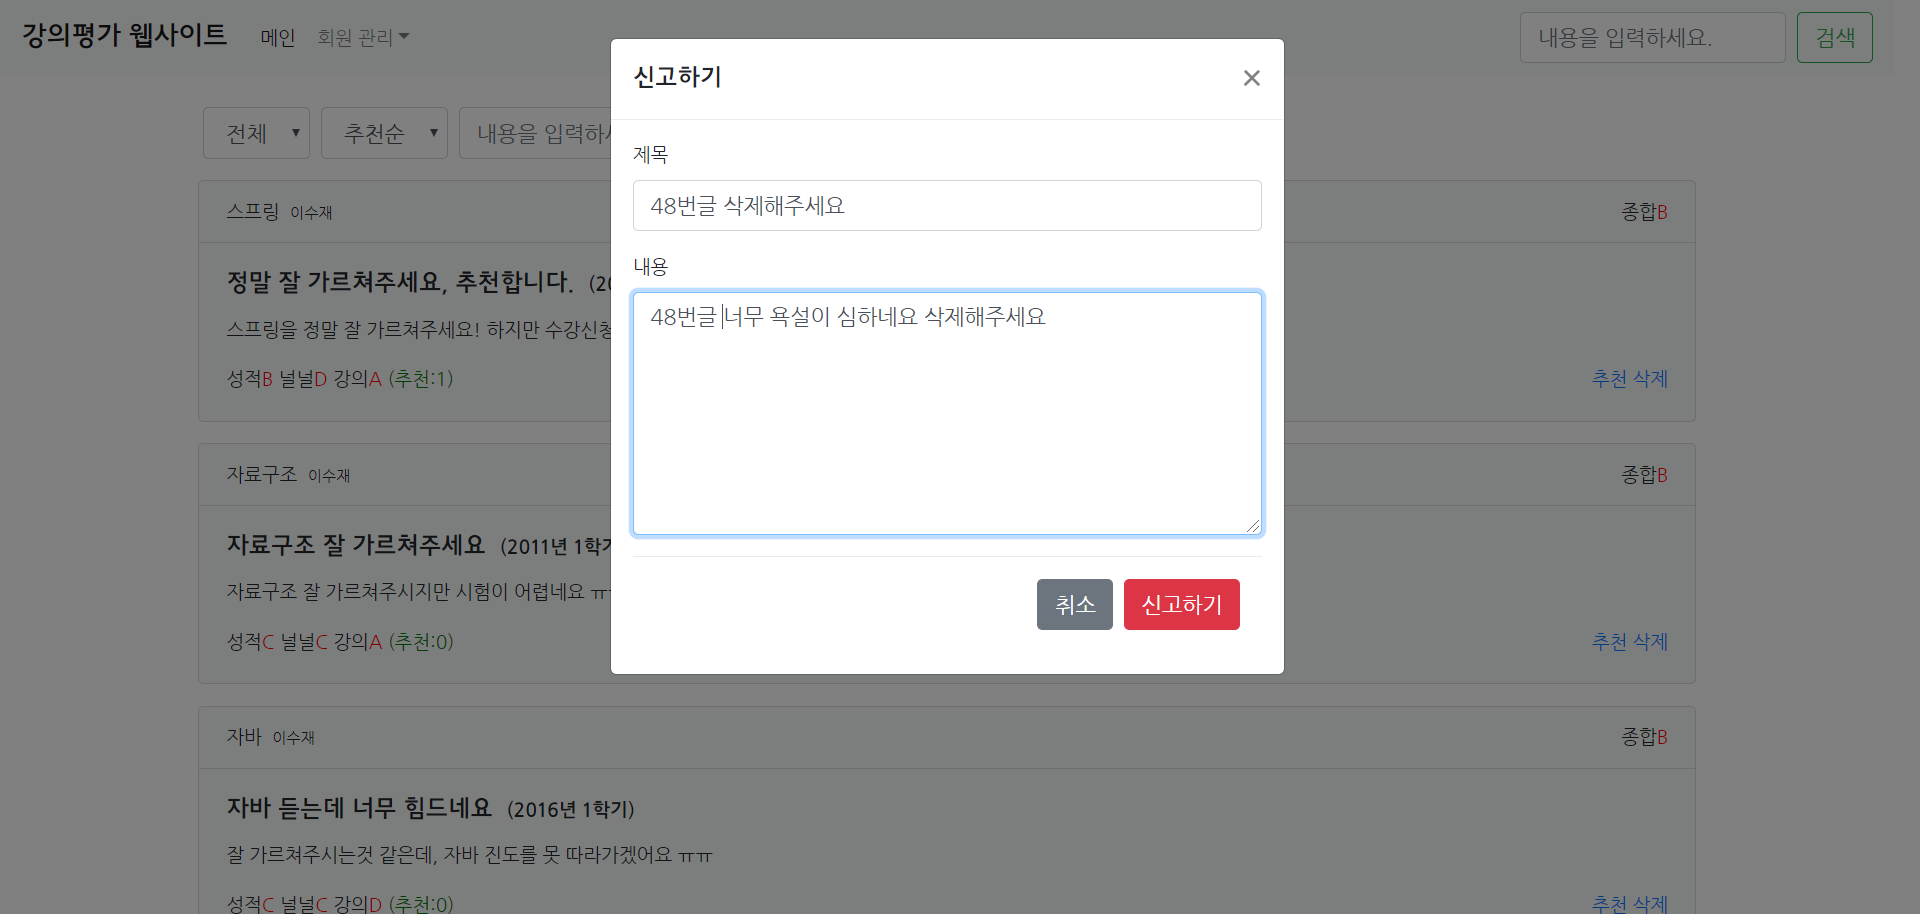 강의평가 웹사이트 메인 회원 관리 내용을 입력하세요. 검색
신고하기 ×
전체 추천순 내용을 입력하
제목
48번글 삭제해주세요
스프링 이수재 종합B
내용
정말 잘 가르쳐주세요, 추천합니다. (20
48번글 너무 욕설이 심하네요 삭제해주세요
스프링을 정말 잘 가르쳐주세요! 하지만 수강신청
성적B 널널D 강의A (추천:1) 추천 삭제
자료구조 이수재 종합B
자료구조 잘 가르쳐주세요 (2011년 1학기
자료구조 잘 가르쳐주시지만 시험이 어렵네요 ㅠ
취소 신고하기
성적C 널널C 강의A (추천:0) 추천 삭제
자바 이수재 종합B
자바 듣는데 너무 힘드네요 (2016년 1학기)
잘 가르쳐주시는것 같은데, 자바 진도를 못 따라가겠어요 ㅠㅠ
성적C 널널C 강의D (추천:0) 추천 삭제